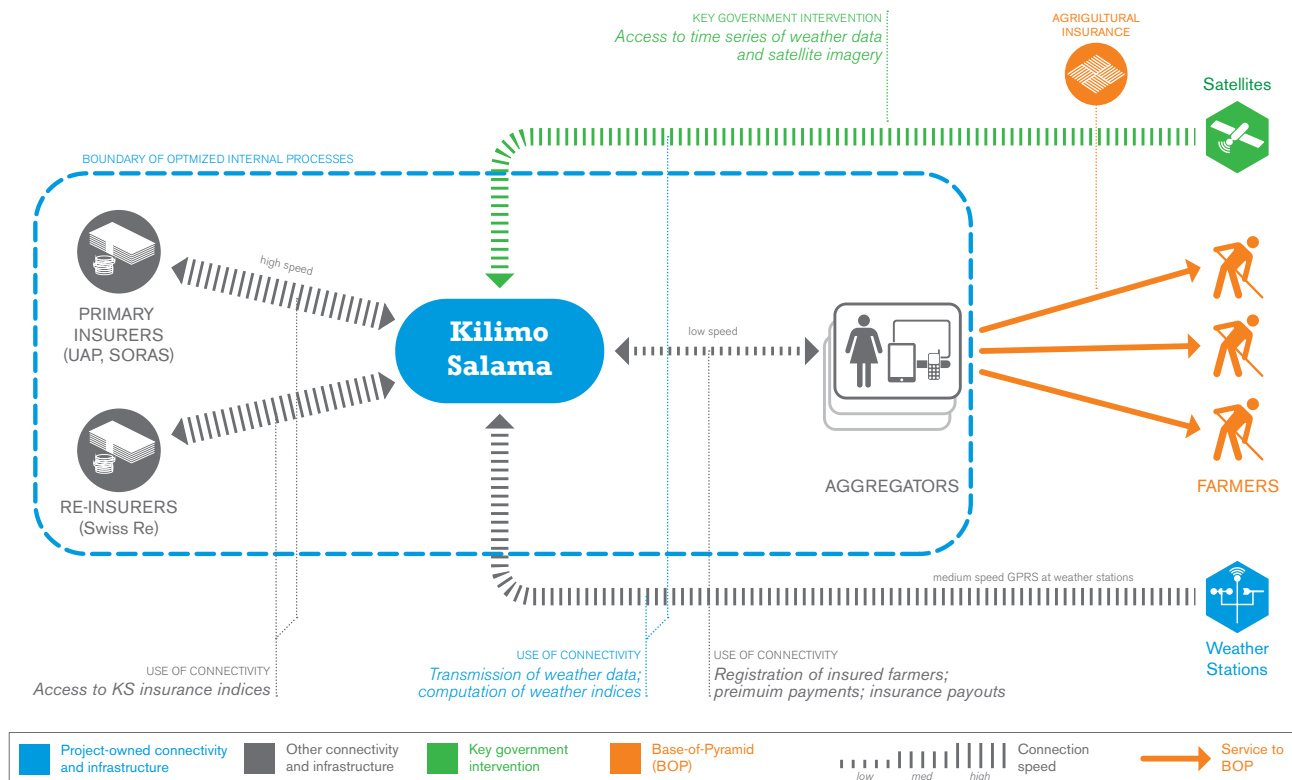 KEY GOVERNMENT INTERVENTION
Access to time series of weather data
and satellite imagery
AGRIGULTURAL
INSURANCE
Satellites
BOUNDARY OF OPTMIZED INTERNAL PROCESSES
high speed
PRIMARY
INSURERS
(UAP, SORAS)
Kilimo
Salama
low speed
RE-INSURERS
(Swiss Re)
AGGREGATORS
FARMERS
medium speed GPRS at weather stations
Weather
Stations
USE OF CONNECTIVITY
Access to KS insurance indices
USE OF CONNECTIVITY
Transmission of weather data;
computation of weather indices
USE OF CONNECTIVITY
Registration of insured farmers;
preimuim payments; insurance payouts
Project-owned connectivity
and infrastructure
Other connectivity
and infrastructure
Key government
intervention
Base-of-Pyramid
(BOP)
low
med
high
Connection
speed
Service to
BOP